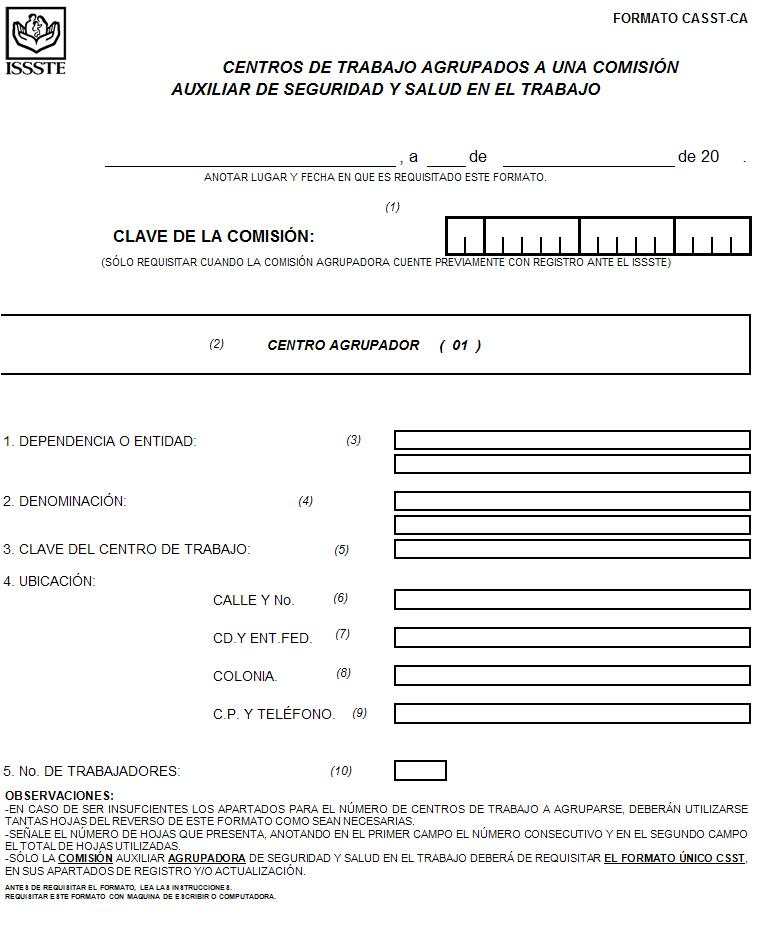 FORMATO CASST-CA
ISSSTE
CENTROS DE TRABAJO AGRUPADOS A UNA COMISIÓN
AUXILIAR DE SEGURIDAD Y SALUD EN EL TRABAJO
, a de de 20 .
ANOTAR LUGAR Y FECHA EN QUE ES REQUISITADO ESTE FORMATO.
(1)
CLAVE DE LA COMISIÓN:
(SÓLO REQUISITAR CUANDO LA COMISIÓN AGRUPADORA CUENTE PREVIAMENTE CON REGISTRO ANTE EL ISSSTE)
(2) CENTRO AGRUPADOR ( 01 )
1. DEPENDENCIA O ENTIDAD: (3)
2. DENOMINACIÓN: (4)
3. CLAVE DEL CENTRO DE TRABAJO: (5)
4. UBICACIÓN:
CALLE Y No. (6)
CD.Y ENT.FED. (7)
COLONIA. (8)
C.P. Y TELÉFONO. (9)
5. No. DE TRABAJADORES: (10)
OBSERVACIONES:
-EN CASO DE SER INSUFCIENTES LOS APARTADOS PARA EL NÚMERO DE CENTROS DE TRABAJO A AGRUPARSE, DEBERÁN UTILIZARSE
TANTAS HOJAS DEL REVERSO DE ESTE FORMATO COMO SEAN NECESARIAS.
-SEÑALE EL NÚMERO DE HOJAS QUE PRESENTA, ANOTANDO EN EL PRIMER CAMPO EL NÚMERO CONSECUTIVO Y EN EL SEGUNDO CAMPO
EL TOTAL DE HOJAS UTILIZADAS.
-SÓLO LA COMISIÓN AUXILIAR AGRUPADORA DE SEGURIDAD Y SALUD EN EL TRABAJO DEBERÁ DE REQUISITAR EL FORMATO ÚNICO CSST,
EN SUS APARTADOS DE REGISTRO Y/O ACTUALIZACIÓN.
ANTES DE REQUISITAR EL FORMATO, LEA LAS INSTRUCCIONES.
REQUISITAR ESTE FORMATO CON MAQUINA DE ESCRIBIR O COMPUTADORA.